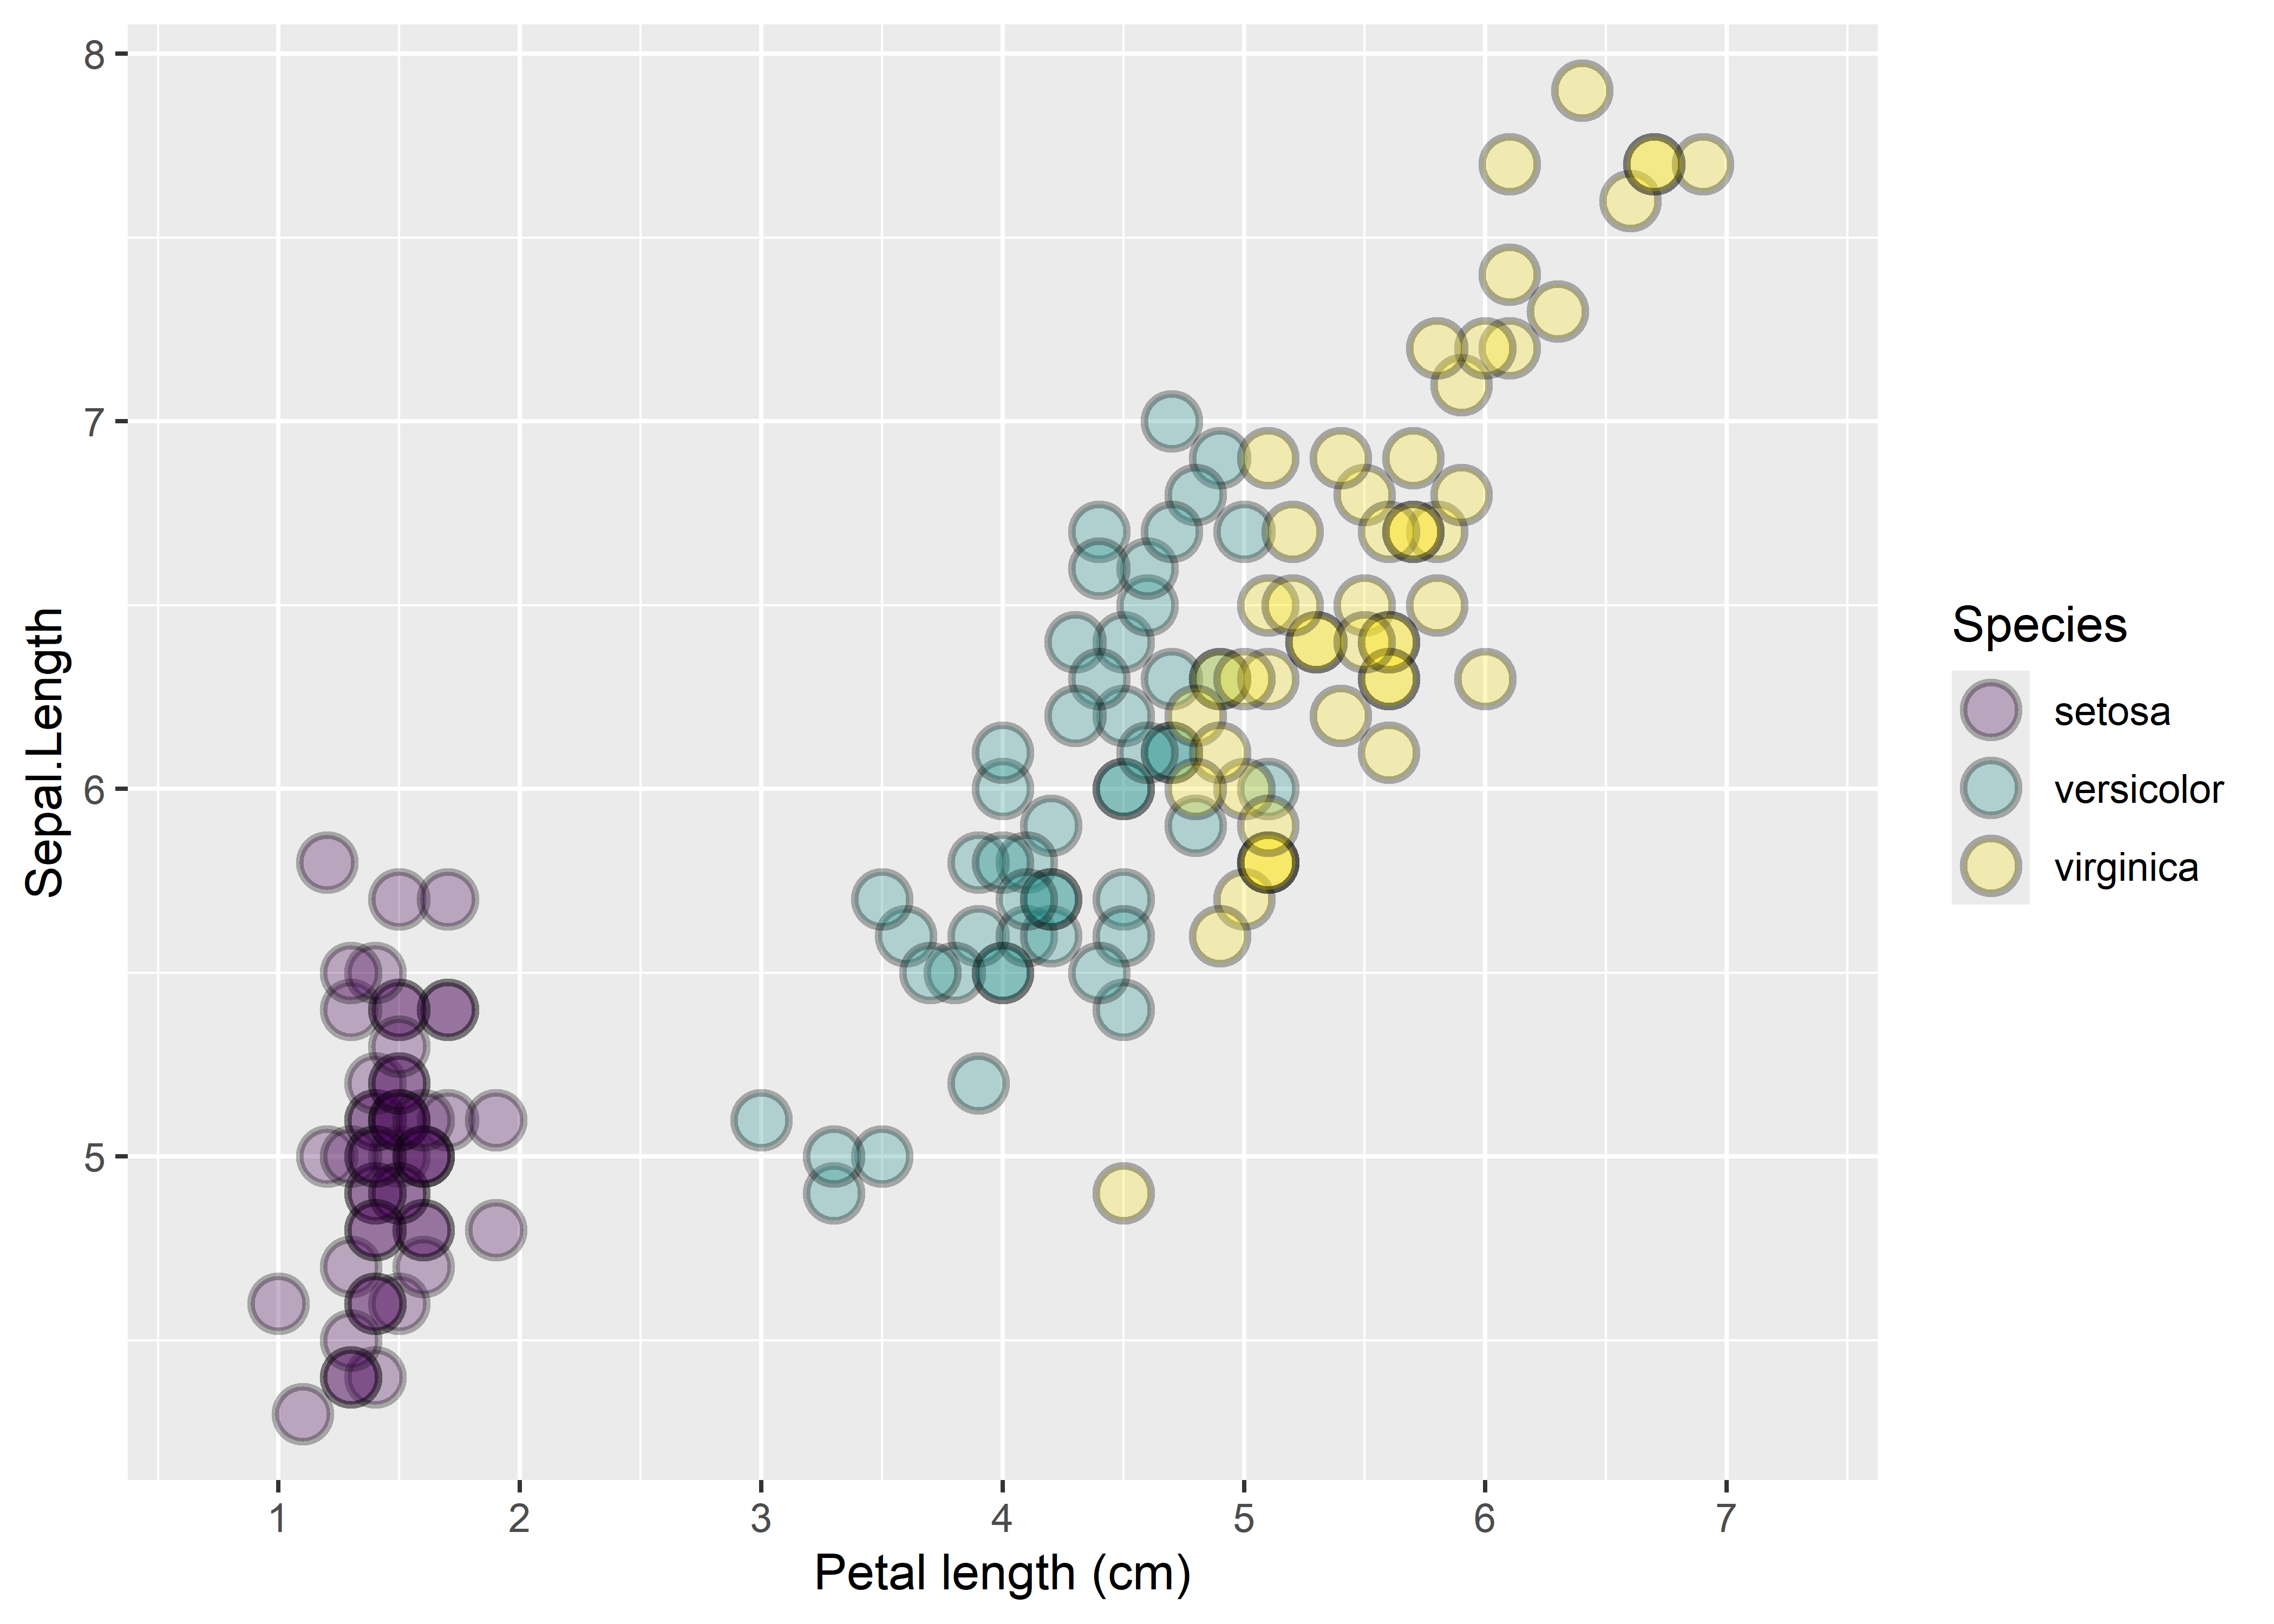 8
7
6
5
Sepal.Length
1 2 3 4 5 6 7
Petal length (cm)
Species
setosa
versicolor
virginica